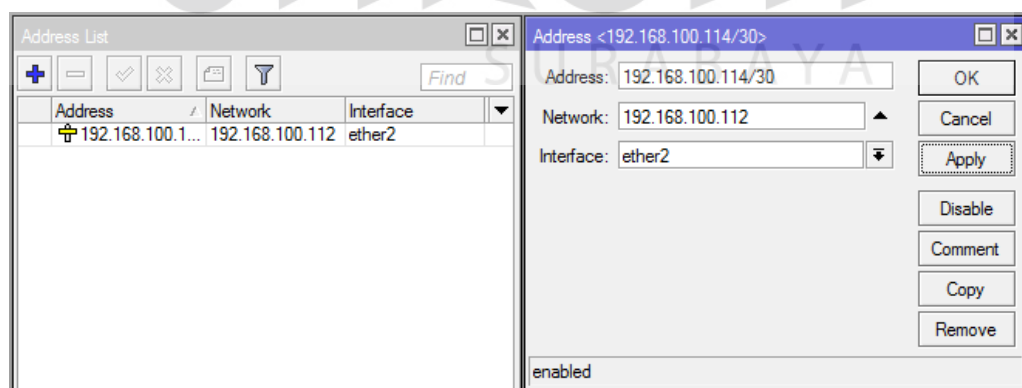 Address List
Find
Address Network Interface
192.168.100.1... 192.168.100.112 ether2
Address <192.168.100.114/30>
Address: 192.168.100.114/30
Network: 192.168.100.112
Interface: ether2
OK
Cancel
Apply
Disable
Comment
Copy
Remove
enabled
SURABAYA